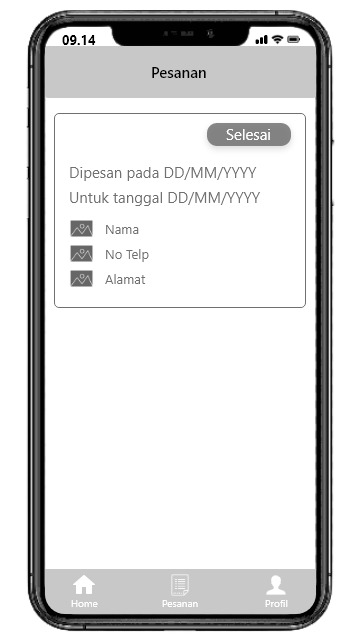 09.14
Pesanan
Selesai
Dipesan pada DD/MM/YYYY
Untuk tanggal DD/MM/YYYY
Nama
No Telp
Alamat
Home
Pesanan
Profil